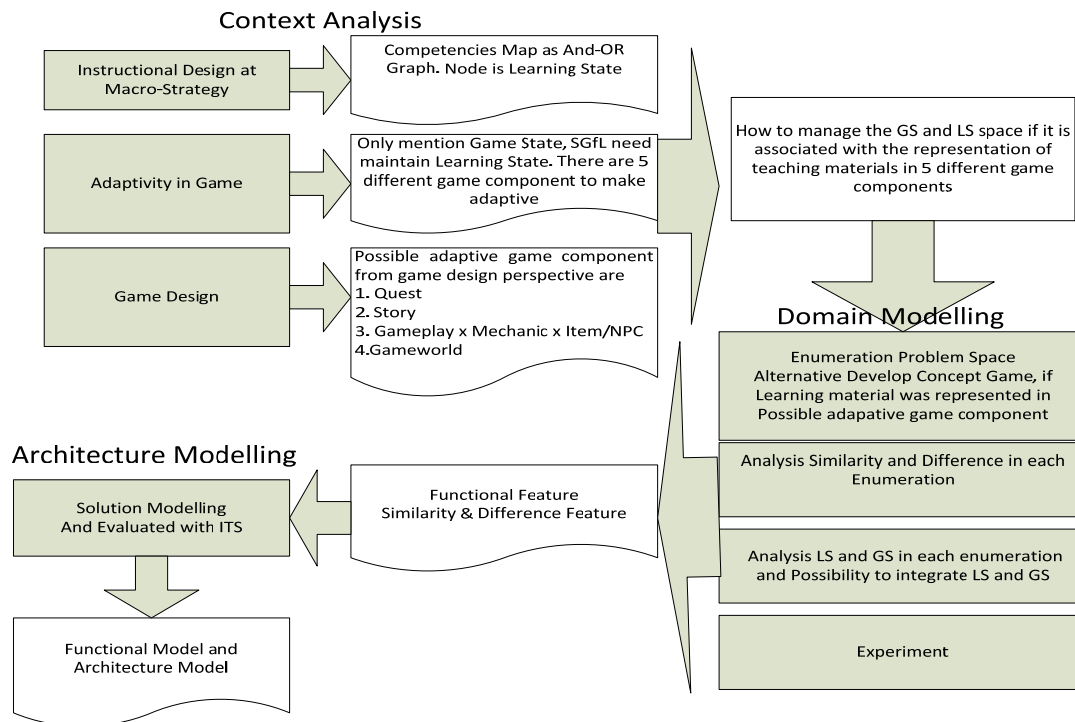 Context Analysis
Instructional Design at
Macro-Strategy
Competencies Map as And-OR
Graph. Node is Learning State
Adaptivity in Game
Only mention Game State, SGfL need
maintain Learning State. There are 5
different game component to make
adaptive
Game Design
Possible adaptive game component
from game design perspective are
1. Quest
2. Story
3. Gameplay x Mechanic x Item/NPC
4.Gameworld
How to manage the GS and LS space if it is
associated with the representation of
teaching materials in 5 different game
components
Domain Modelling
Enumeration Problem Space
Alternative Develop Concept Game, if
Learning material was represented in
Possible adapative game component
Analysis Similarity and Difference in each
Enumeration
Analysis LS and GS in each enumeration
and Possibility to integrate LS and GS
Experiment
Functional Feature
Similarity & Difference Feature
Architecture Modelling
Solution Modelling
And Evaluated with ITS
Functional Model and
Architecture Model